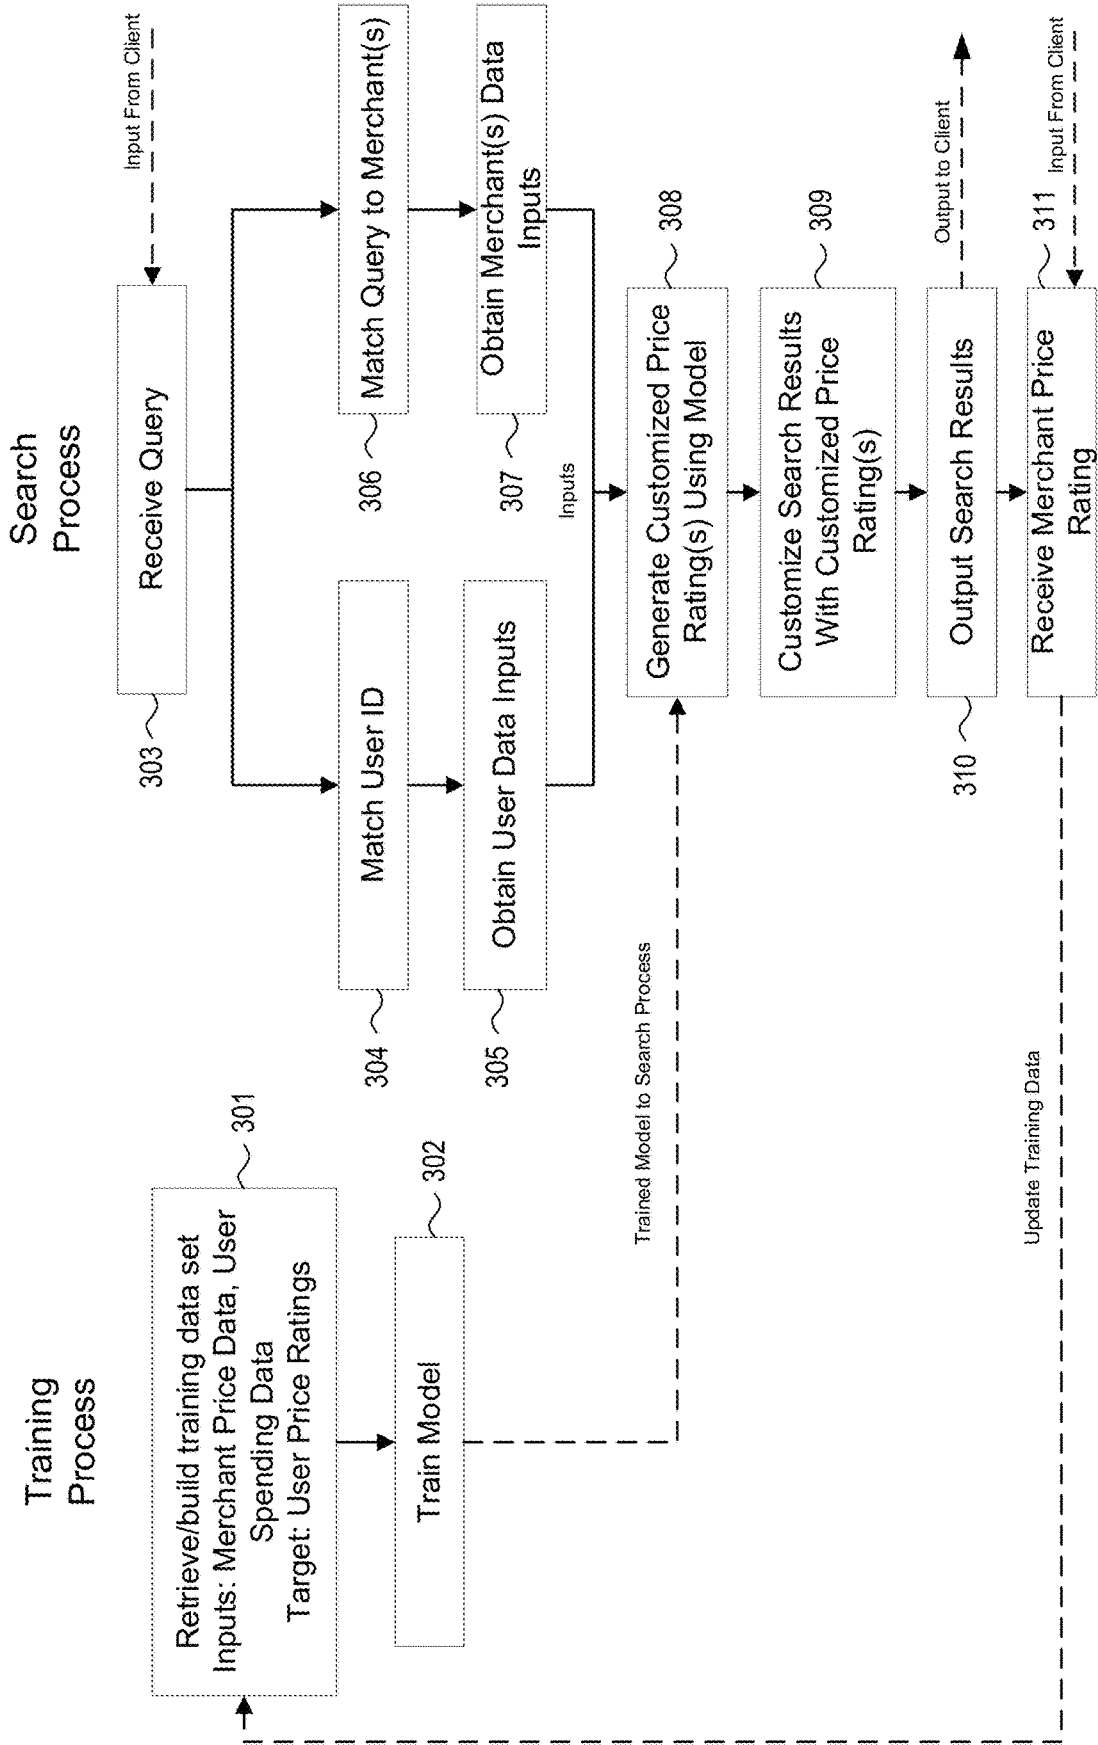 Training
Process
Retrieve/build training data set
Inputs: Merchant Price Data, User
Spending Data
Target: User Price Ratings
301
Train Model
302
Trained Model to Search Process
Update Training Data
Search
Process
Input From Client
Receive Query
303
Match User ID
304
Obtain User Data Inputs
305
Match Query to Merchant(s)
306
Obtain Merchant(s) Data
Inputs
307
Inputs
Generate Customized Price
Rating(s) Using Model
308
Customize Search Results
With Customized Price
Rating(s)
309
Output to Client
Output Search Results
310
Input From Client
Receive Merchant Price
Rating
311